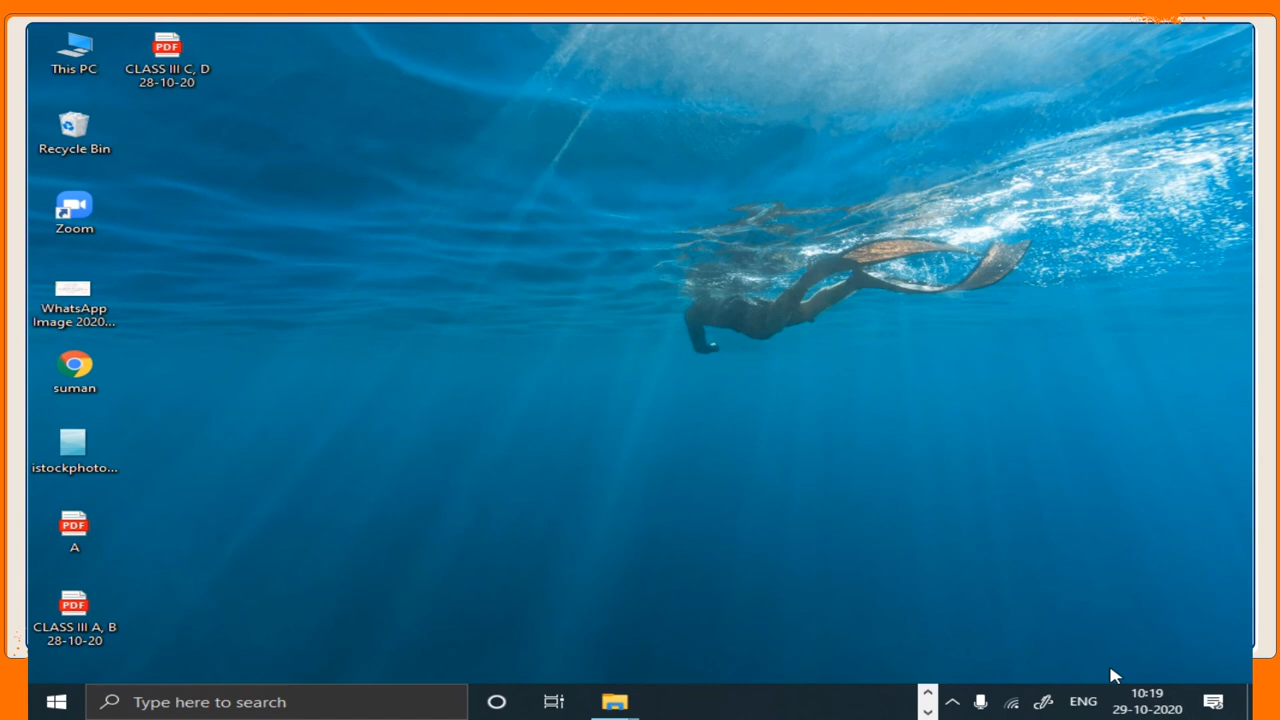 This PC
CLASS III C, D
28-10-20
PDF
Recycle Bin
Zoom
WhatsApp
Image 2020...
suman
istockphoto...
PDF
A
PDF
CLASS III A, B
28-10-20
Type here to search
ENG
10:19
29-10-2020